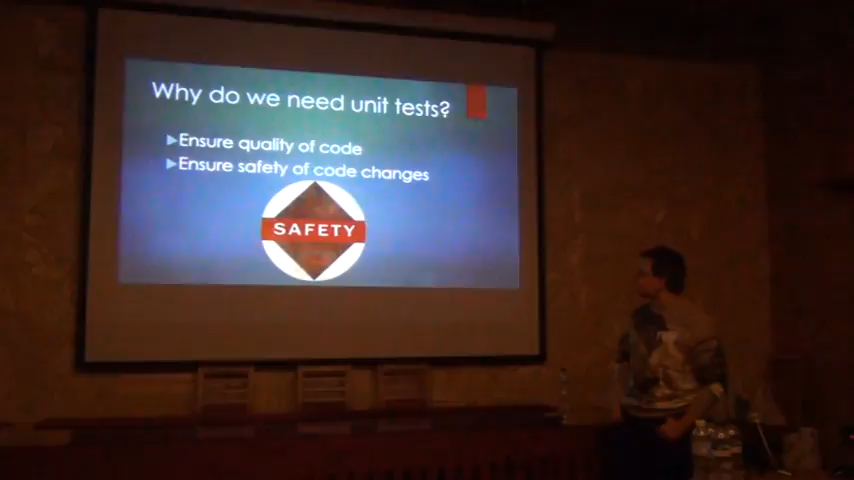 Why do we need unit tests?
Ensure quality of code
Ensure safety of code changes
SAFETY